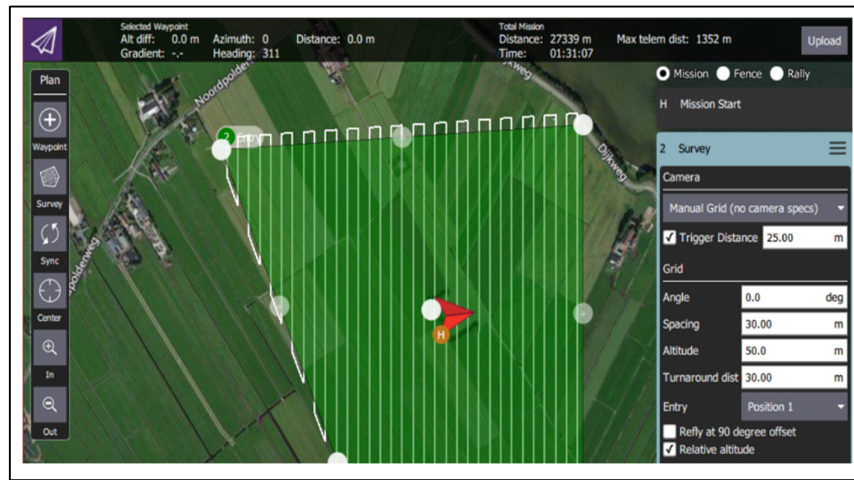 Selected Waypoint
Alt diff: 0.0 m Azimuth: 0 Distance: 0.0 m
Gradient: -.- Heading: 311
Total Mission
Distance: 27339 m Max telem dist: 1352 m
Time: 01:31:07
Upload
Plan
Waypoint
Survey
Sync
Center
In
Out
Noordpolderweg
2 Entry
Dijkweg
H
Mission Fence Rally
H Mission Start
2 Survey
Camera
Manual Grid (no camera specs)
Trigger Distance 25.00 m
Grid
Angle 0.0 deg
Spacing 30.00 m
Altitude 50.0 m
Turnaround dist 30.00 m
Entry Position 1
Refly at 90 degree offset
Relative altitude